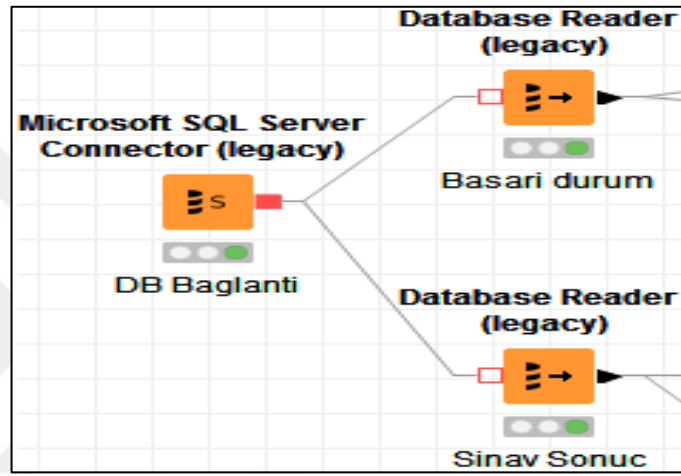 Database Reader
(legacy)
Basari durum
Microsoft SQL Server
Connector (legacy)
S
DB Baglanti
Database Reader
(legacy)
Sinav Sonuc